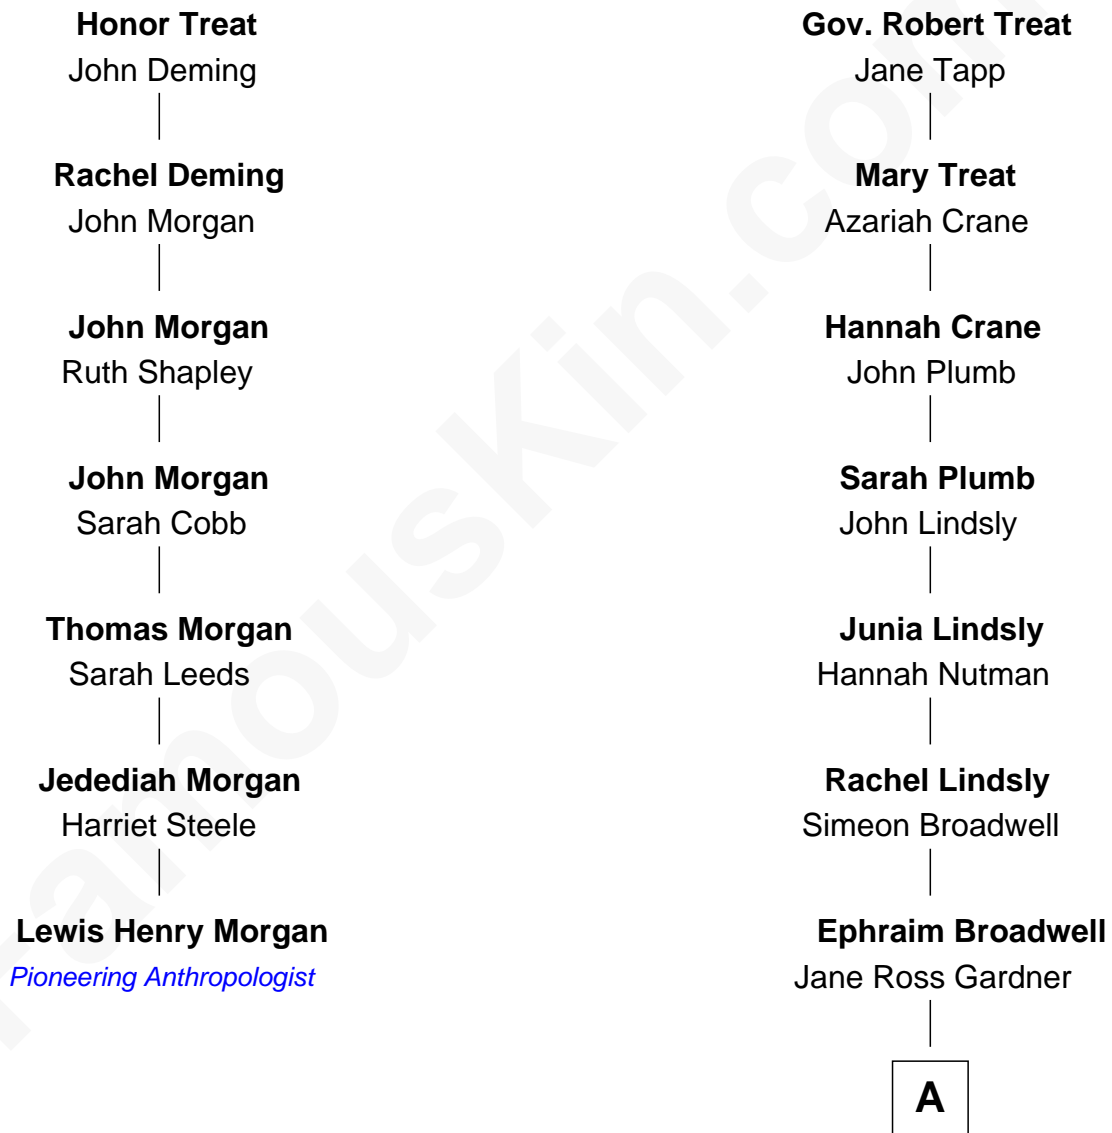 Honor Treat
John Deming
Rachel Deming
John Morgan
John Morgan
Ruth Shapley
John Morgan
Sarah Cobb
Thomas Morgan
Sarah Leeds
Jedediah Morgan
Harriet Steele
Lewis Henry Morgan
Pioneering Anthropologist
Gov. Robert Treat
Jane Tapp
Mary Treat
Azariah Crane
Hannah Crane
John Plumb
Sarah Plumb
John Lindsly
Junia Lindsly
Hannah Nutman
Rachel Lindsly
Simeon Broadwell
Ephraim Broadwell
Jane Ross Gardner
A
FamousKin.com